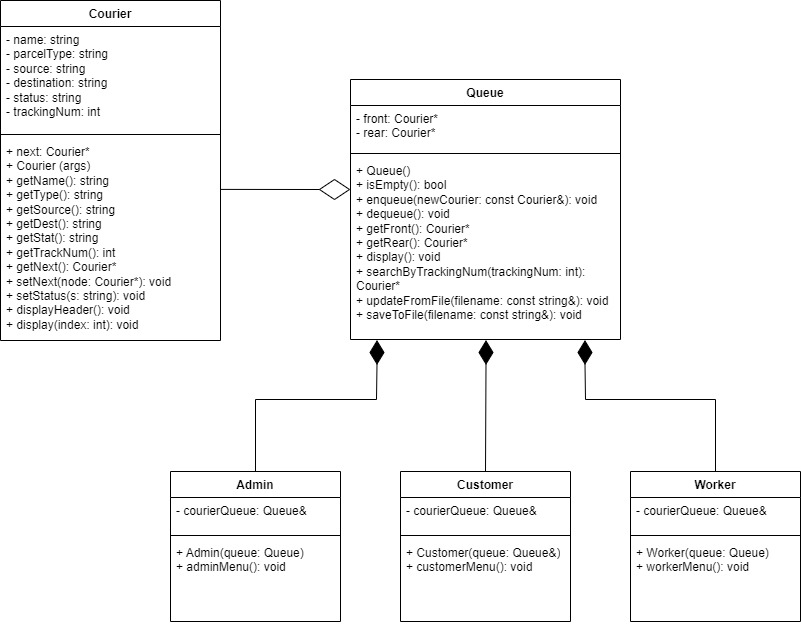 Courier
- name: string
- parcelType: string
- source: string
- destination: string
- status: string
- trackingNum: int
+ next: Courier*
+ Courier (args)
+ getName(): string
+ getType(): string
+ getSource(): string
+ getDest(): string
+ getStat(): string
+ getTrackNum(): int
+ getNext(): Courier*
+ setNext(node: Courier*): void
+ setStatus(s: string): void
+ displayHeader(): void
+ display(index: int): void
Queue
- front: Courier*
- rear: Courier*
+ Queue()
+ isEmpty(): bool
+ enqueue(newCourier: const Courier&): void
+ dequeue(): void
+ getFront(): Courier*
+ getRear(): Courier*
+ display(): void
+ searchByTrackingNum(trackingNum: int):
Courier*
+ updateFromFile(filename: const string&): void
+ saveToFile(filename: const string&): void
Admin
- courierQueue: Queue&
+ Admin(queue: Queue)
+ adminMenu(): void
Customer
- courierQueue: Queue&
+ Customer(queue: Queue&)
+ customerMenu(): void
Worker
- courierQueue: Queue&
+ Worker(queue: Queue)
+ workerMenu(): void